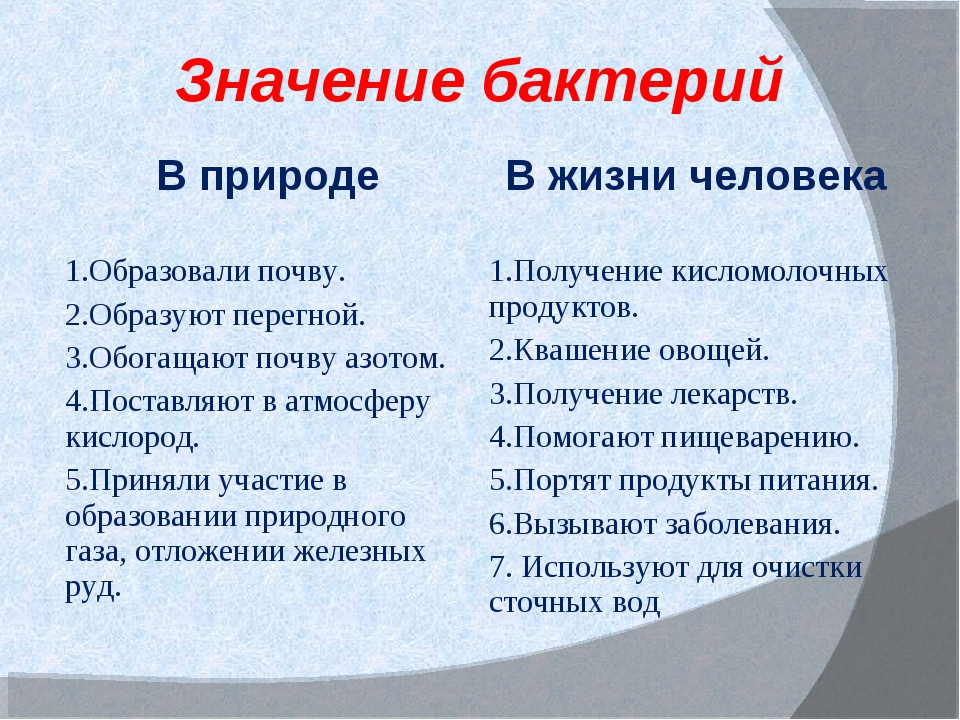 Значение бактерий
В природе
1.Образовали почву.
2.Образуют перегной.
3.Обогащают почву азотом.
4.Поставляют в атмосферу
кислород.
5.Приняли участие в
образовании природного
газа, отложении железных
руд.
В жизни человека
1.Получение кисломолочных
продуктов.
2.Квашение овощей.
3.Получение лекарств.
4.Помогают пищеварению.
5.Портят продукты питания.
6.Вызывают заболевания.
7. Используют для очистки
сточных вод